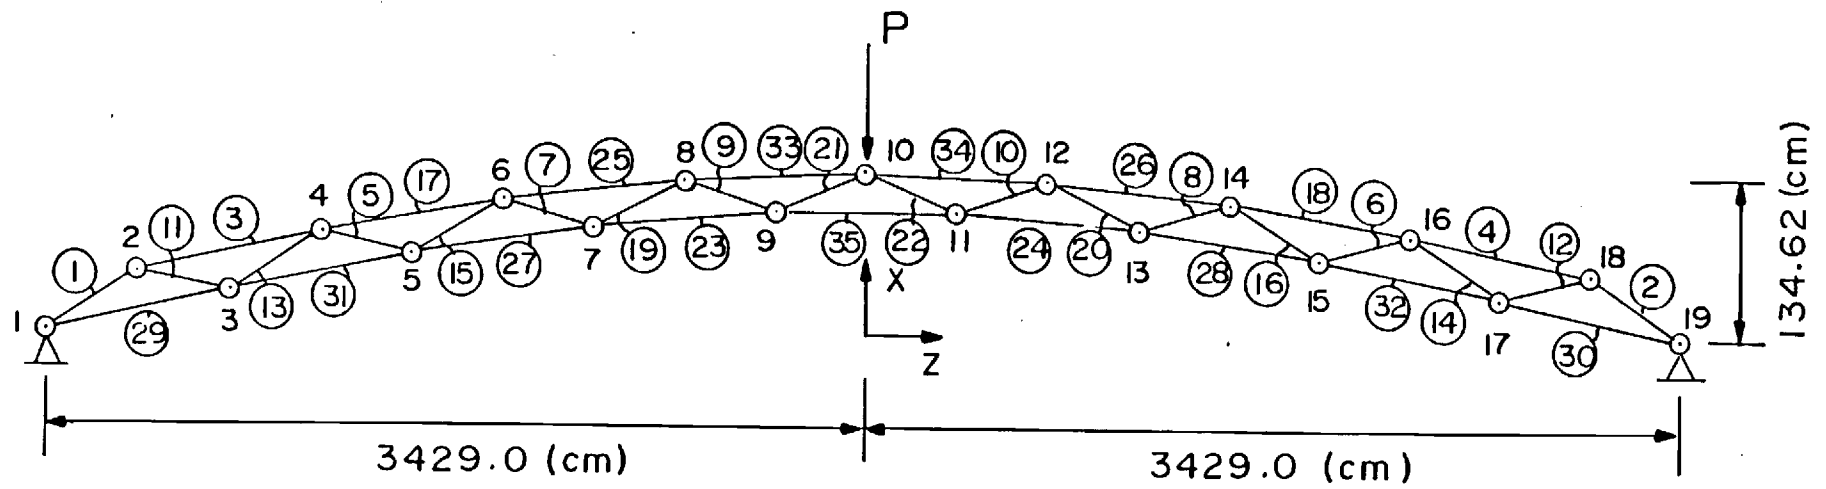 P
8 9 33 21 10 34 10 12
6 7 25 26 8 14
4 5 17 18 6 16
2 11 3 4 12 18
1 2
1 29 3 13 31 5 15 27 7 19 23 9 35 22 11 24 20 13 28 16 15 32 14 17 30 19
X
Z
134.62 (cm)
3429.0 (cm) 3429.0 (cm)